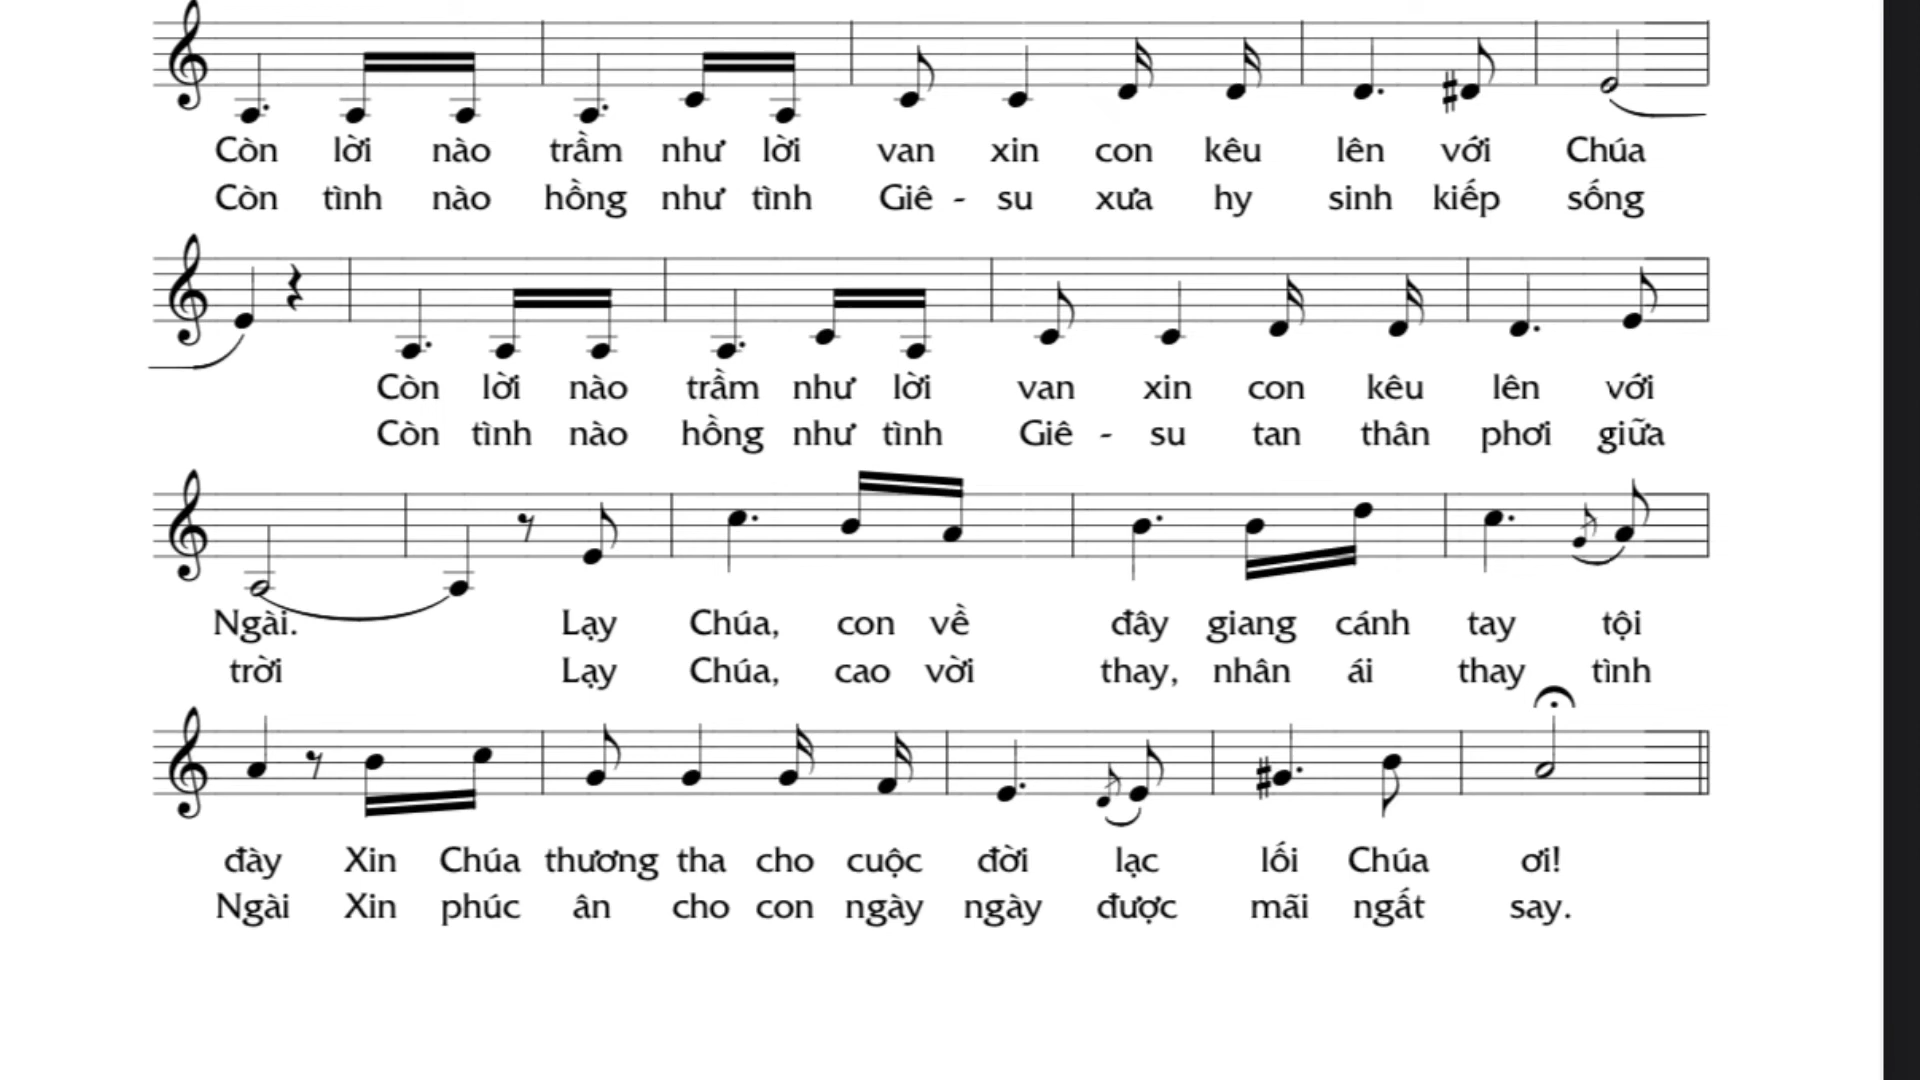 Còn lời nào trầm như lời van xin con kêu lên với Chúa
Còn tình nào hồng như tình Giê - su xưa hy sinh kiếp sống
Còn lời nào trầm như lời van xin con kêu lên với
Còn tình nào hồng như tình Giê - su tan thân phơi giữa
Ngài. Lạy Chúa, con về đây giang cánh tay tội
trời Lạy Chúa, cao vời thay, nhân ái thay tình
đày Xin Chúa thương tha cho cuộc đời lạc lối Chúa ơi!
Ngài Xin phúc ân cho con ngày ngày được mãi ngất say.